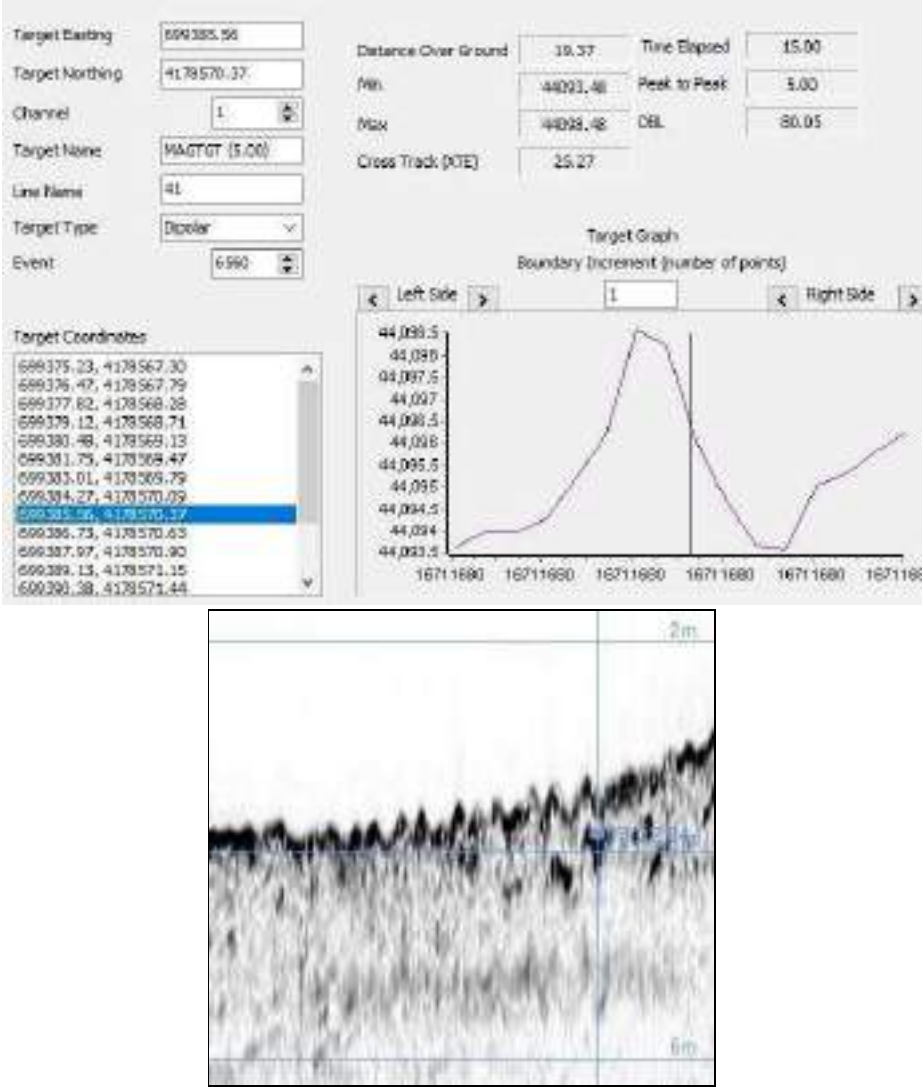 Target Easting 699385.56
Target Northing 4178570.37
Channel 1
Target Name MAGTGT (5.00)
Line Name 41
Target Type Dipolar
Event 6560
Distance Over Ground 19.37 Time Elapsed 15.00
Min 44093.48 Peak to Peak 5.00
Max 44098.48 DBL 80.05
Cross Track (XTE) 25.27
Target Coordinates
699375.23, 4178567.30
699376.47, 4178567.79
699377.82, 4178568.28
699379.12, 4178568.71
699380.48, 4178569.13
699381.75, 4178569.47
699383.01, 4178569.79
699384.27, 4178570.09
699385.56, 4178570.37
699386.73, 4178570.63
699387.97, 4178570.90
699389.13, 4178571.15
699390.38, 4178571.44
Target Graph
Boundary Increment (number of points)
< Left Side > 1 < Right Side >
44,098.5
44,098
44,097.5
44,097
44,096.5
44,096
44,095.5
44,095
44,094.5
44,094
44,093.5
16711680 16711680 16711680 16711680 16711680 167116
2m
6m